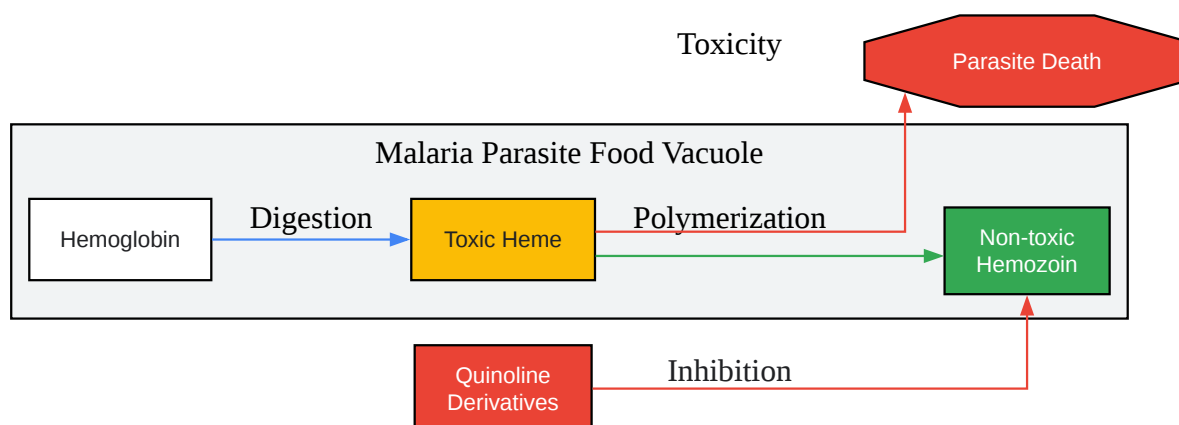 Toxicity
Parasite Death
Malaria Parasite Food Vacuole
Hemoglobin
Digestion
Toxic Heme
Polymerization
Non-toxic
Hemozoin
Quinoline
Derivatives
Inhibition